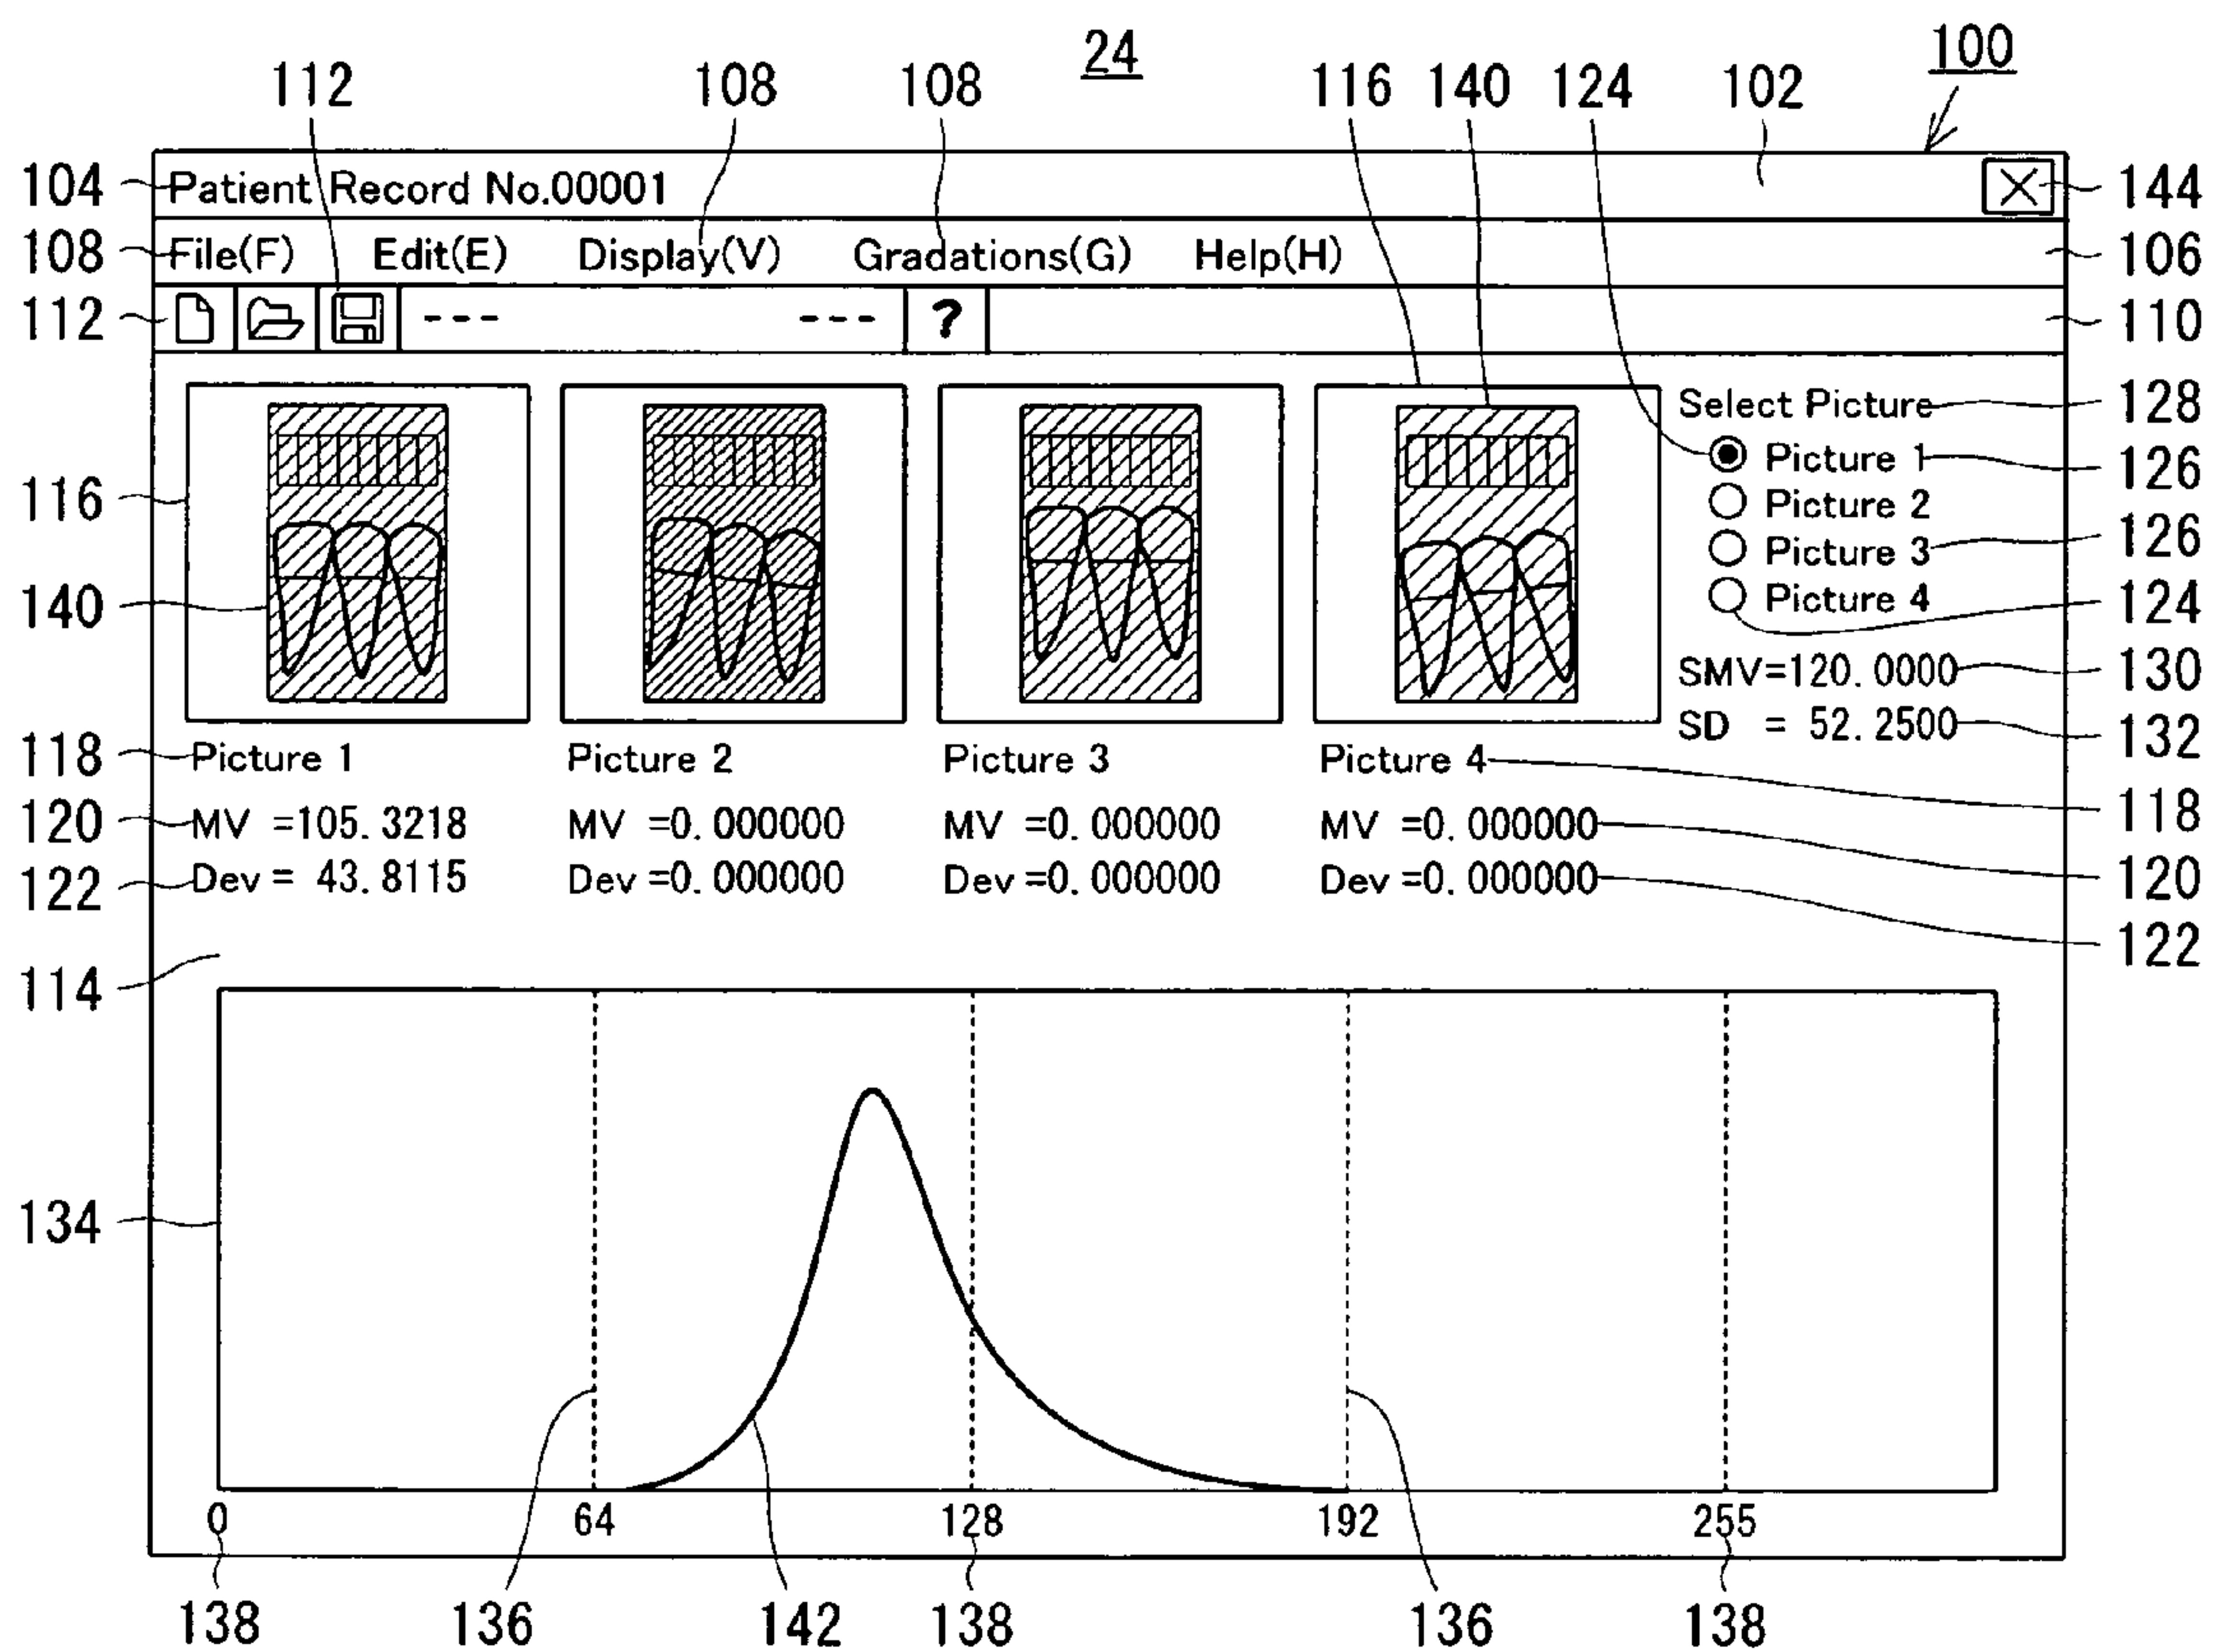 24
100
112 108 108 116 140 124 102
104 Patient Record No.00001 144
108 File(F) Edit(E) Display(V) Gradations(G) Help(H) 106
112 --- --- ? 110
Select Picture 128
Picture 1 126
116 Picture 2
Picture 3 126
140 Picture 4 124
SMV=120.0000 130
SD = 52.2500 132
118 Picture 1 Picture 2 Picture 3 Picture 4 118
120 MV =105.3218 MV =0.000000 MV =0.000000 MV =0.000000 120
122 Dev= 43.8115 Dev =0.000000 Dev =0.000000 Dev =0.000000 122
114
134
0 64 128 192 255
138 136 142 138 136 138